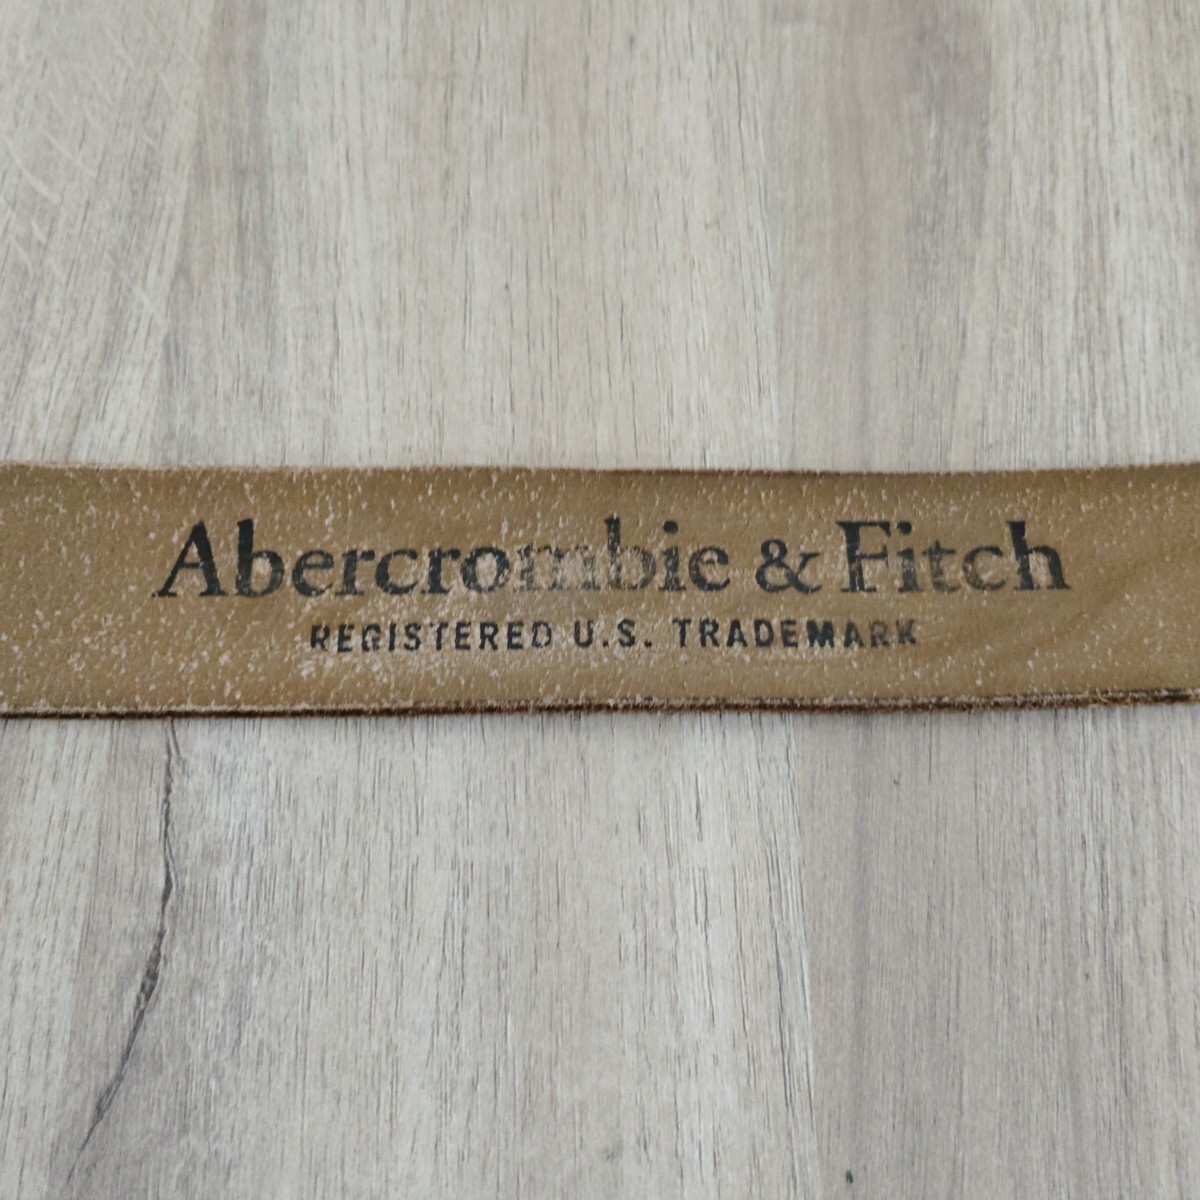 Abercrombie & Fitch
REGISTERED U.S. TRADEMARK